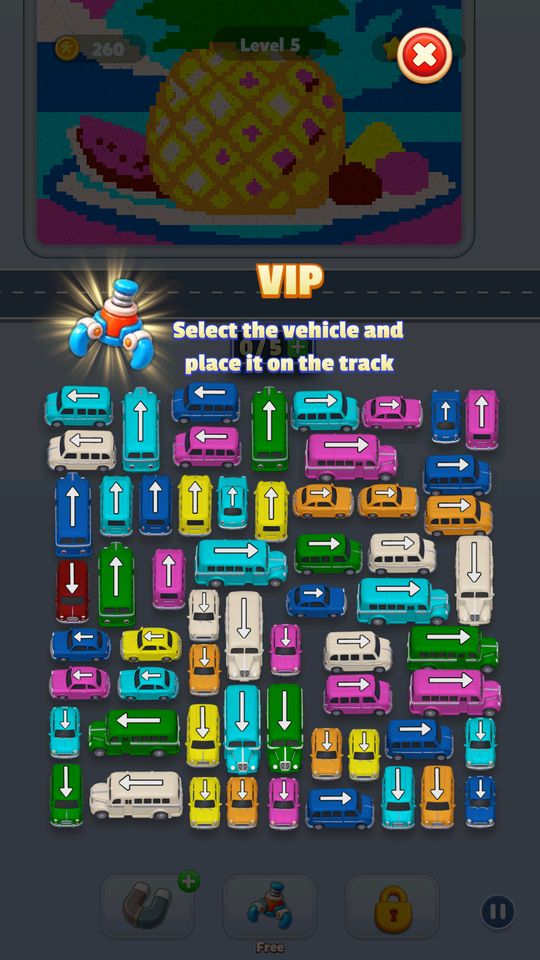 260
Level 5
VIP
Select the vehicle and
place it on the track
0/5
Free